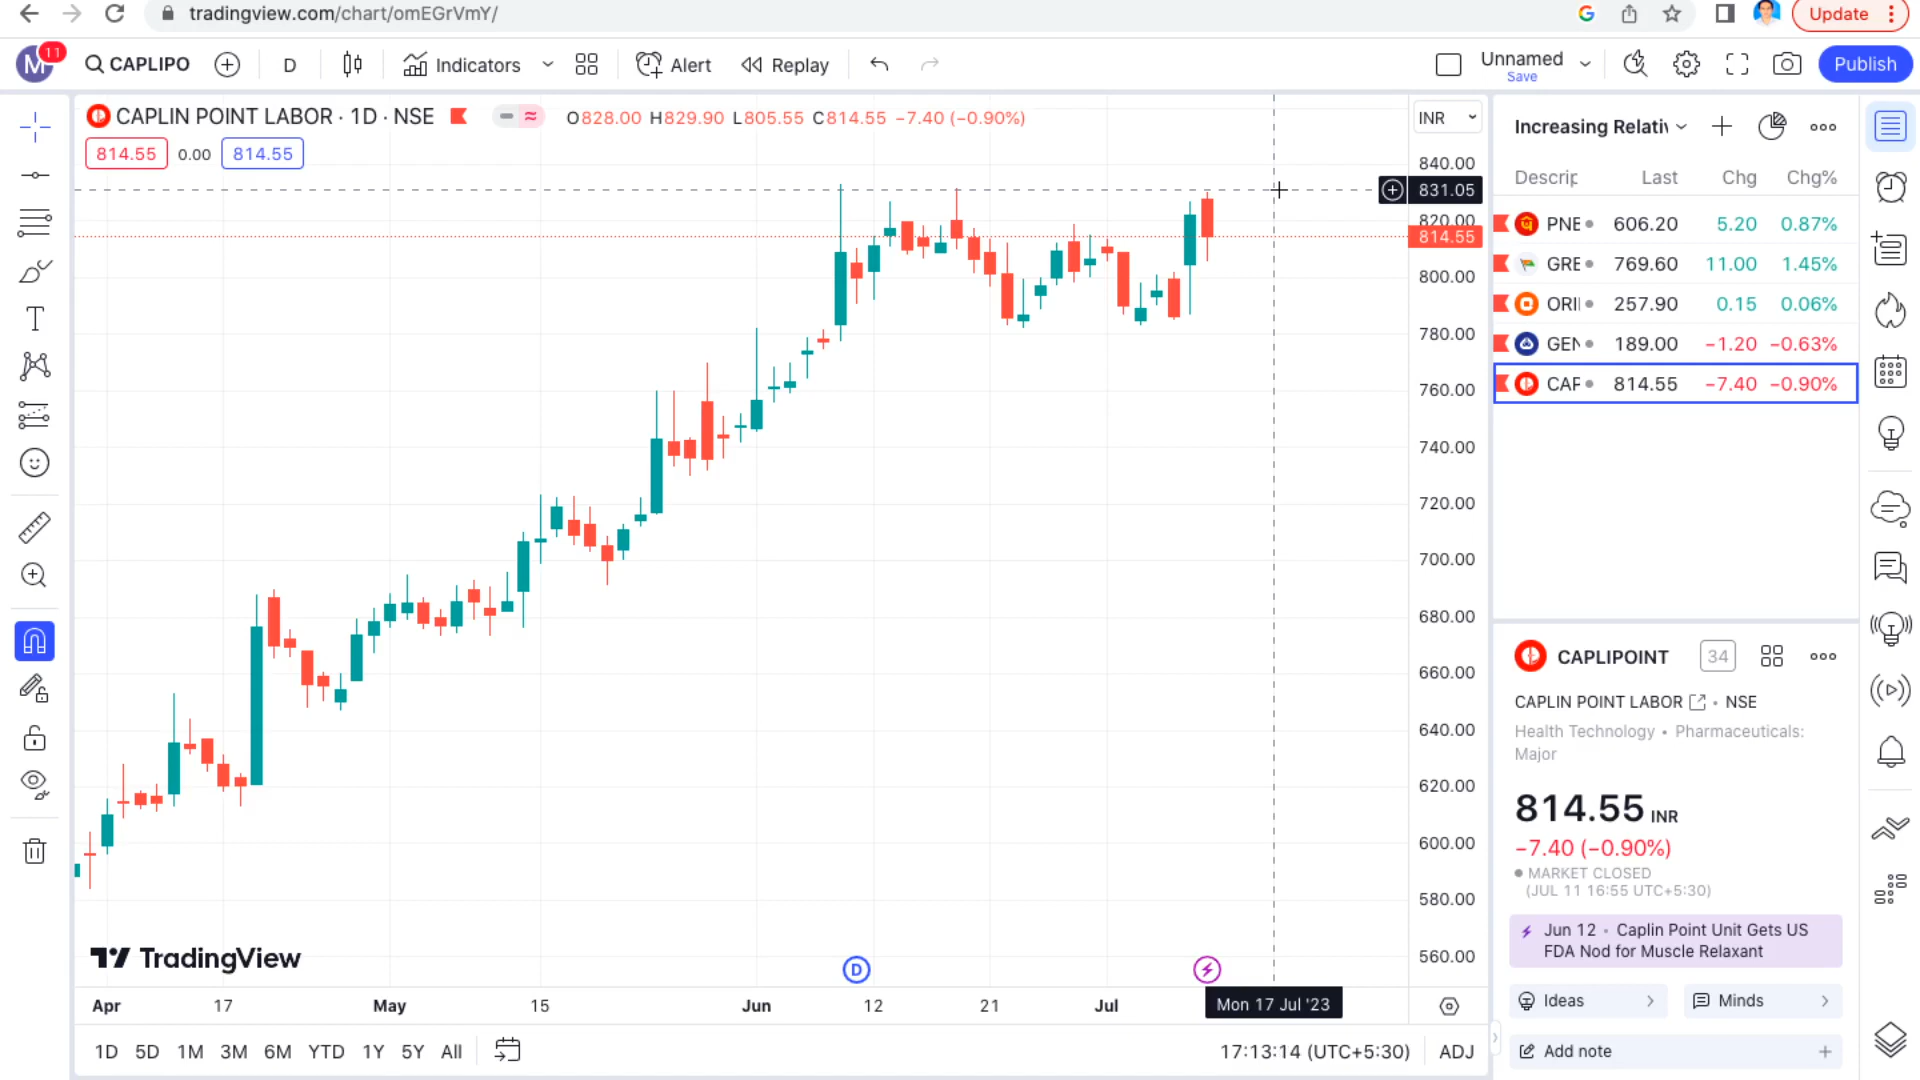 tradingview.com/chart/omEGrVmY/
Update
M 11
CAPLIPO
D
Indicators
Alert
Replay
Unnamed
Save
Publish
CAPLIN POINT LABOR · 1D · NSE
O828.00 H829.90 L805.55 C814.55 −7.40 (−0.90%)
814.55 0.00 814.55
INR
840.00
831.05
820.00
814.55
800.00
780.00
760.00
740.00
720.00
700.00
680.00
660.00
640.00
620.00
600.00
580.00
560.00
TradingView
D
Apr 17 May 15 Jun 12 21 Jul Mon 17 Jul '23
1D 5D 1M 3M 6M YTD 1Y 5Y All
17:13:14 (UTC+5:30) ADJ
Increasing Relativ
Descrip Last Chg Chg%
PNB 606.20 5.20 0.87%
GRE 769.60 11.00 1.45%
ORI 257.90 0.15 0.06%
GEN 189.00 −1.20 −0.63%
CAP 814.55 −7.40 −0.90%
CAPLIPOINT 34
CAPLIN POINT LABOR • NSE
Health Technology • Pharmaceuticals:
Major
814.55 INR
−7.40 (−0.90%)
MARKET CLOSED
(JUL 11 16:55 UTC+5:30)
Jun 12 • Caplin Point Unit Gets US
FDA Nod for Muscle Relaxant
Ideas
Minds
Add note